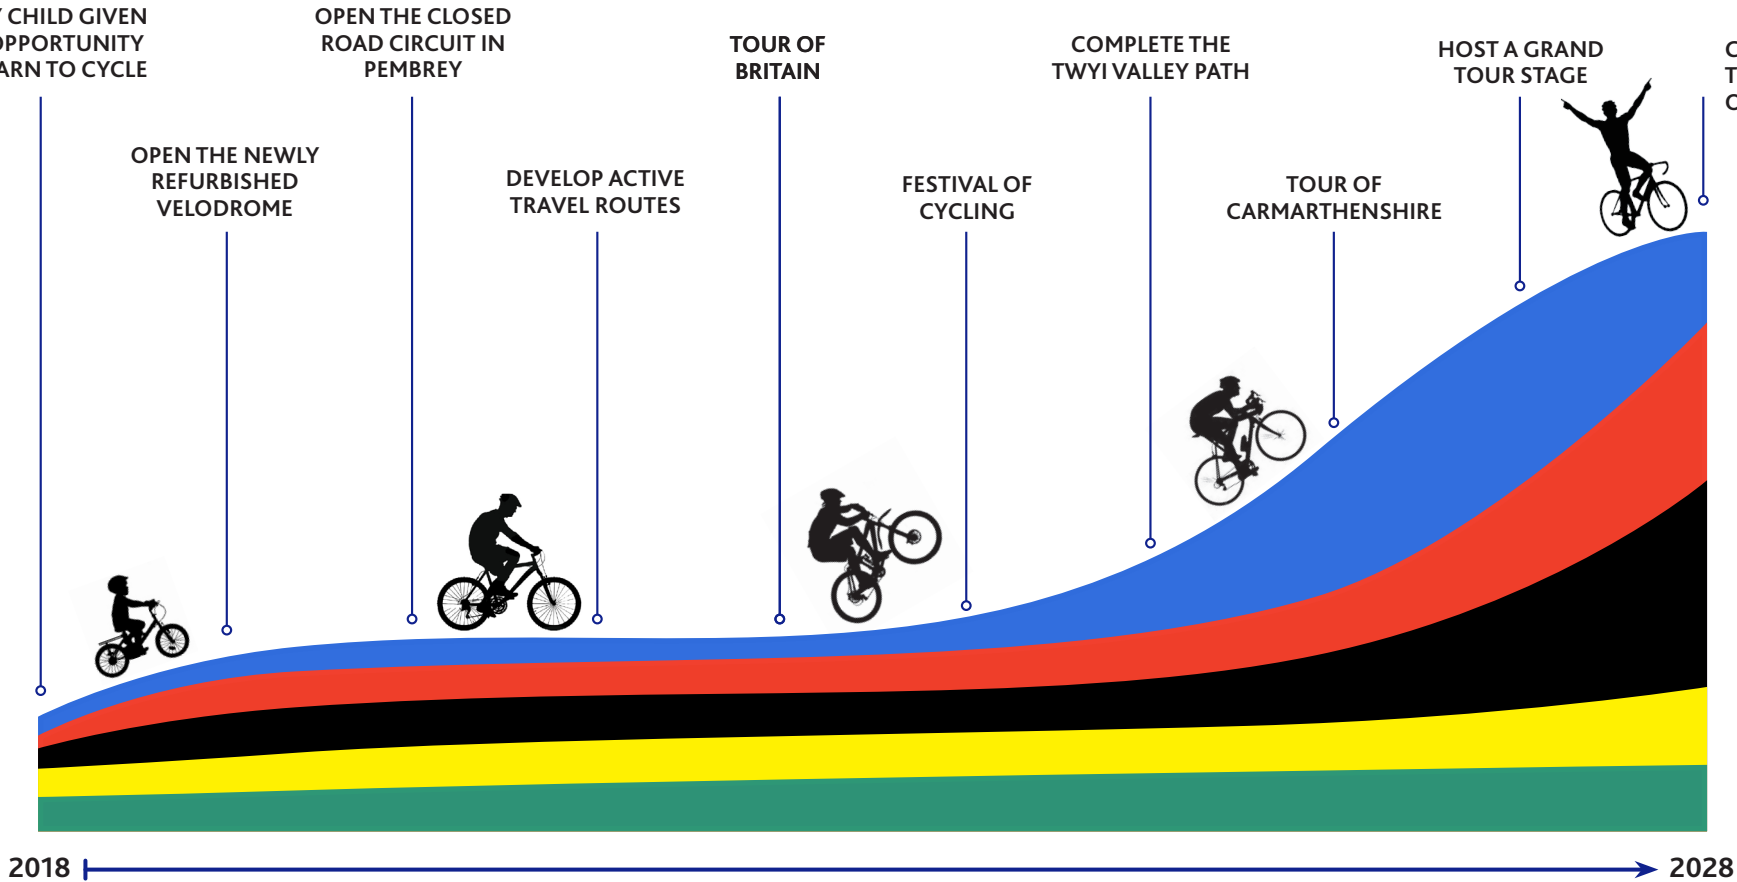 CHILD GIVEN
OPPORTUNITY
TO CYCLE
OPEN THE NEWLY
REFURBISHED
VELODROME
OPEN THE CLOSED
ROAD CIRCUIT IN
PEMBREY
DEVELOP ACTIVE
TRAVEL ROUTES
TOUR OF
BRITAIN
FESTIVAL OF
CYCLING
COMPLETE THE
TWYI VALLEY PATH
TOUR OF
CARMARTHENSHIRE
HOST A GRAND
TOUR STAGE
2018
2028